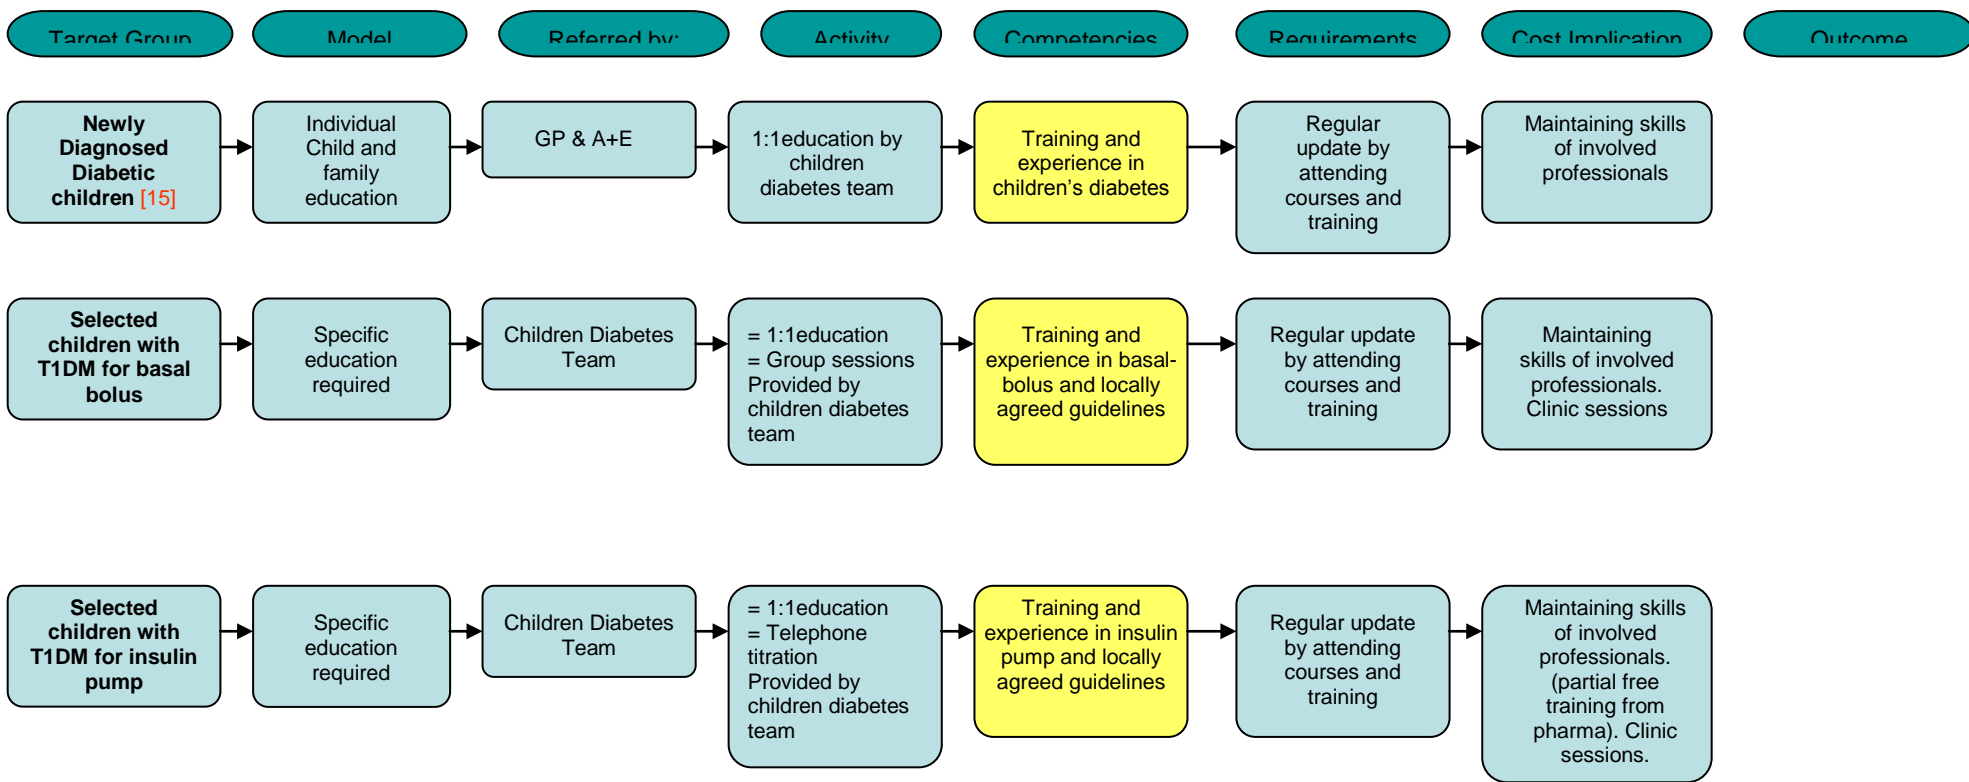 Target Group
Model
Referred by:
Activity
Competencies
Requirements
Cost Implication
Outcome
Newly
Diagnosed
Diabetic
children [15]
Individual
Child and
family
education
GP & A+E
1:1education by
children
diabetes team
Training and
experience in
children's diabetes
Regular
update by
attending
courses and
training
Maintaining skills
of involved
professionals
Selected
children with
T1DM for basal
bolus
Specific
education
required
Children Diabetes
Team
= 1:1education
= Group sessions
Provided by
children diabetes
team
Training and
experience in basal-
bolus and locally
agreed guidelines
Regular update
by attending
courses and
training
Maintaining
skills of involved
professionals.
Clinic sessions
Selected
children with
T1DM for insulin
pump
Specific
education
required
Children Diabetes
Team
= 1:1education
= Telephone
titration
Provided by
children diabetes
team
Training and
experience in insulin
pump and locally
agreed guidelines
Regular update
by attending
courses and
training
Maintaining skills
of involved
professionals.
(partial free
training from
pharma). Clinic
sessions.